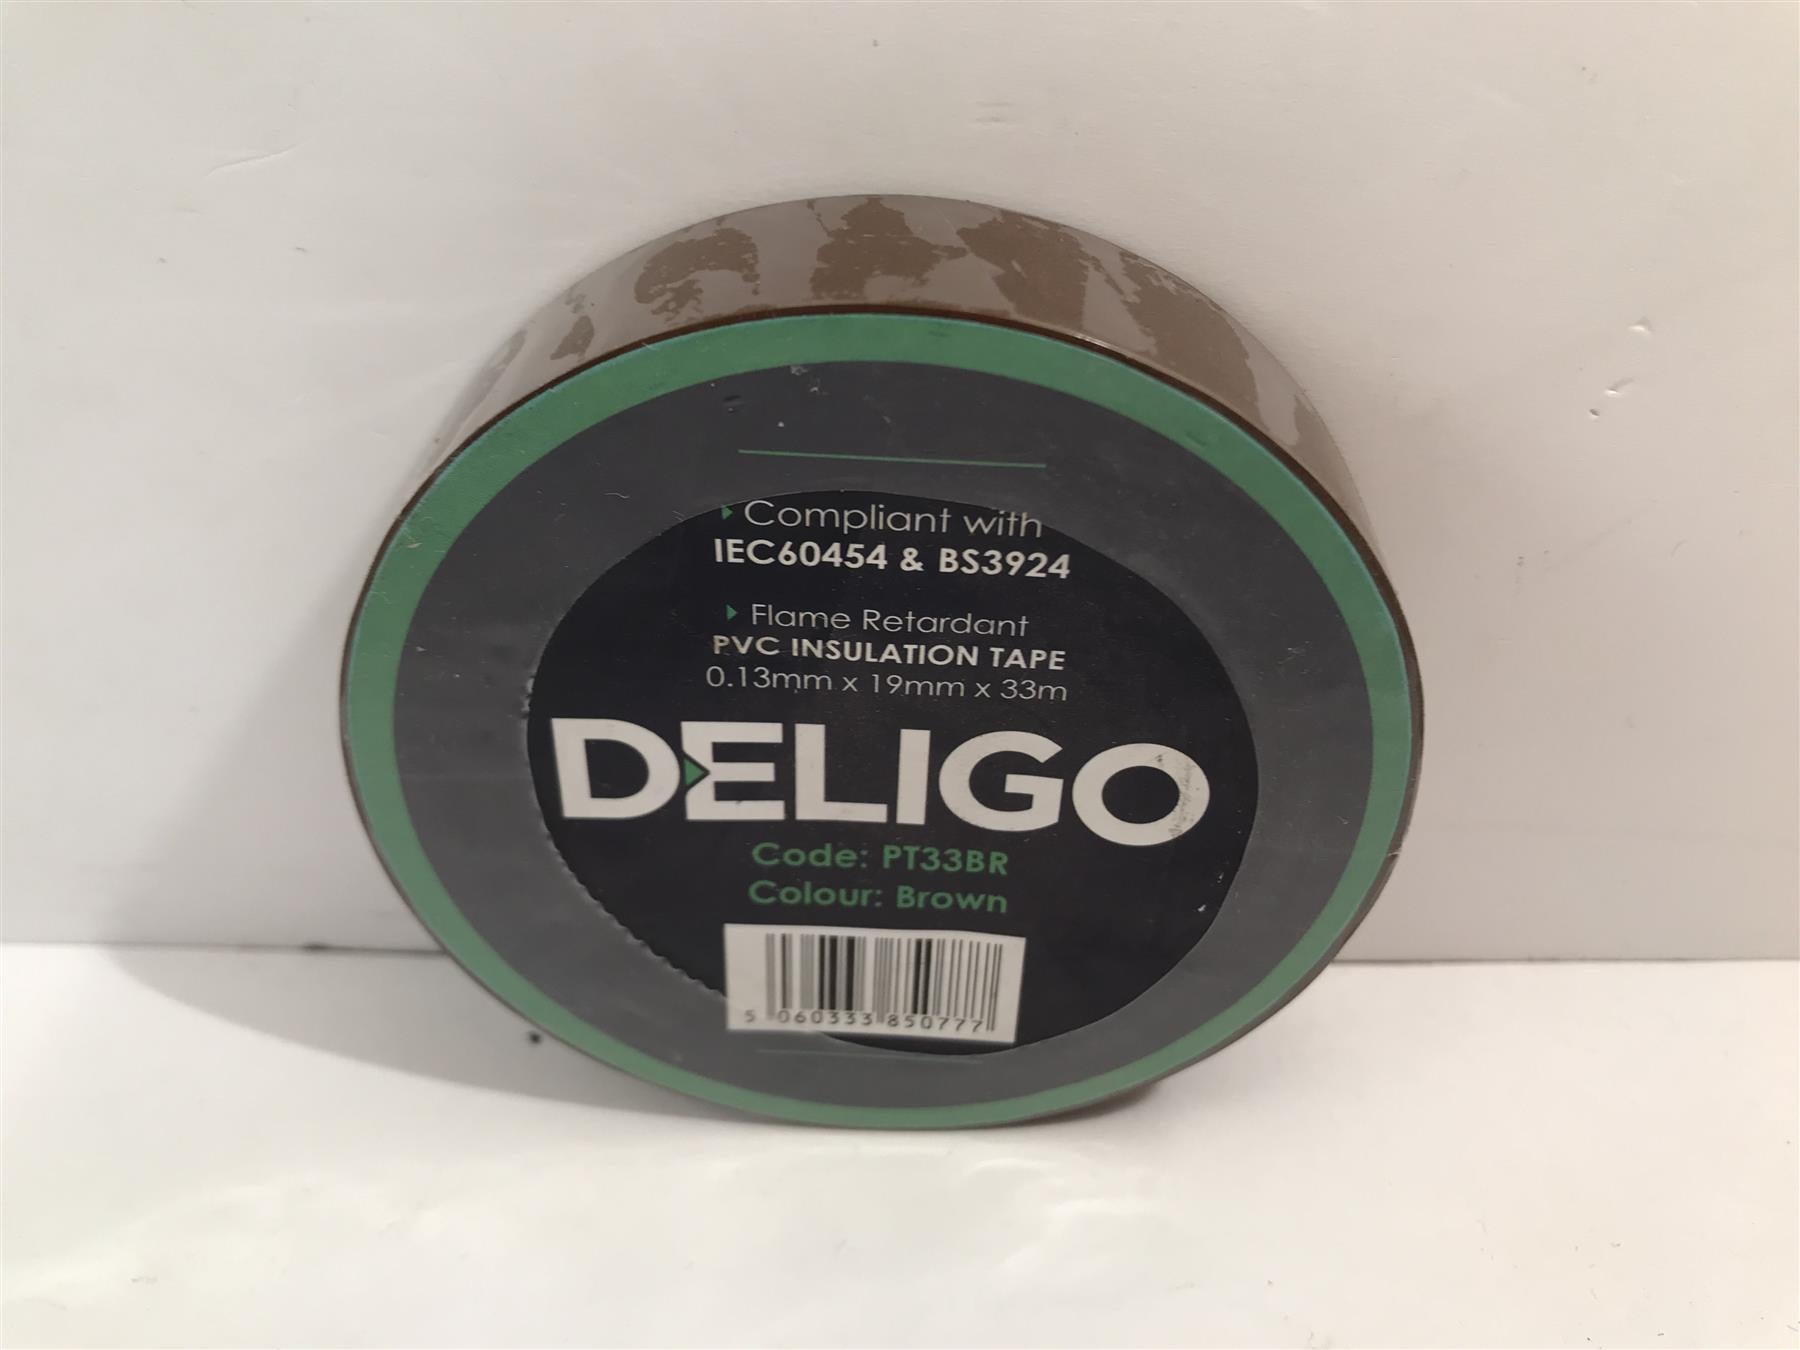 Compliant with
IEC60454 & BS3924
Flame Retardant
PVC INSULATION TAPE
0.13mm x 19mm x 33m
DELIGO
Code: PT33BR
Colour: Brown
5 060333 850777